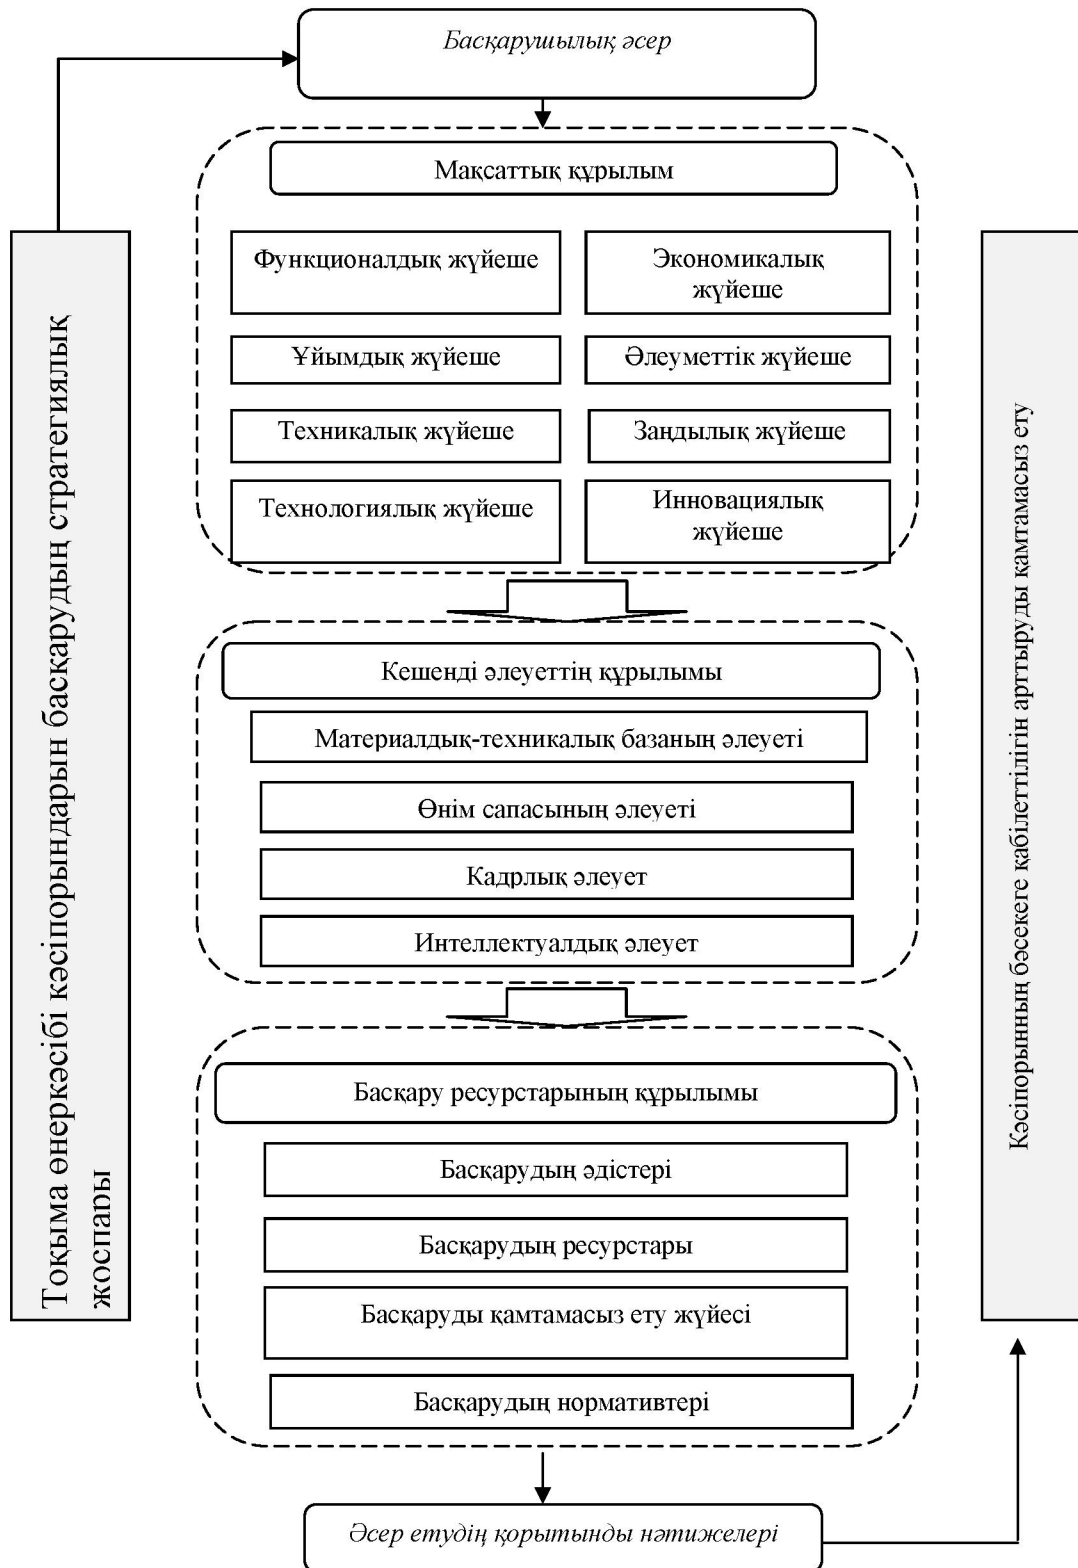 Басқарушылық әсер
Мақсаттық құрылым
Функционалдық жүйеше
Экономикалық
жүйеше
Ұйымдық жүйеше
Әлеуметтік жүйеше
Техникалық жүйеше
Заңдылық жүйеше
Технологиялық жүйеше
Инновациялық
жүйеше
Кешенді әлеуеттің құрылымы
Материалдық-техникалық базаның әлеуеті
Өнім сапасының әлеуеті
Кадрлық әлеует
Интеллектуалдық әлеует
Басқару ресурстарының құрылымы
Басқарудың әдістері
Басқарудың ресурстары
Басқаруды қамтамасыз ету жүйесі
Басқарудың нормативтері
Әсер етудің қорытынды нәтижелері
Тоқыма өнеркәсібі кәсіпорындарын басқарудың стратегиялық
жоспары
Кәсіпорынның бәсекеге қабілеттілігін арттыруды қамтамасыз ету